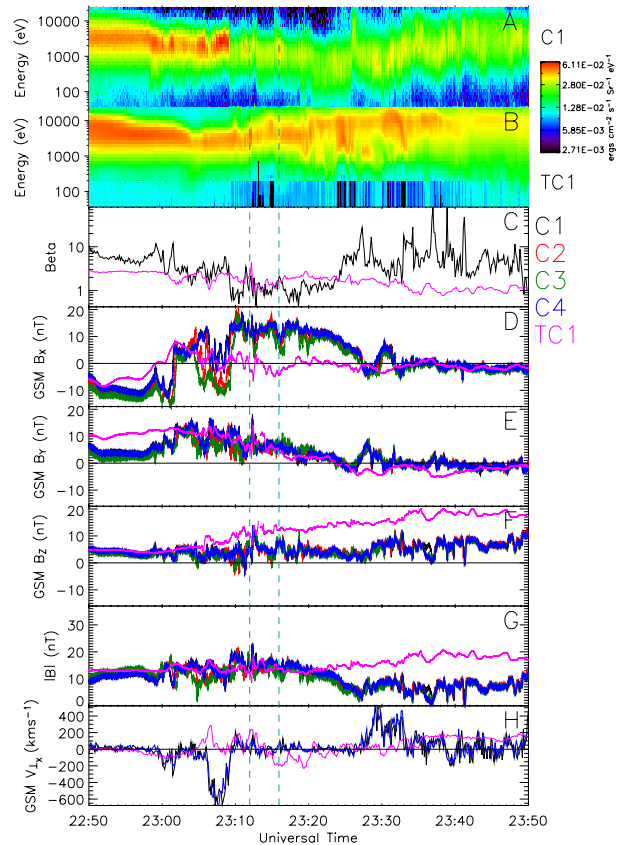 Energy (eV)
10000
1000
100
A
C1
6.11E-02
2.80E-02
1.28E-02
5.85E-03
2.71E-03
ergs cm⁻² s⁻¹ Sr⁻¹ eV⁻¹
Energy (eV)
10000
1000
100
B
TC1
Beta
10
1
C
C1
C2
C3
C4
TC1
GSM Bx (nT)
20
10
0
−10
D
GSM BY (nT)
20
10
0
−10
E
GSM Bz (nT)
20
10
0
−10
F
|B| (nT)
30
20
10
0
G
GSM V⊥x (kms⁻¹)
400
200
0
−200
−400
−600
H
22:50 23:00 23:10 23:20 23:30 23:40 23:50
Universal Time